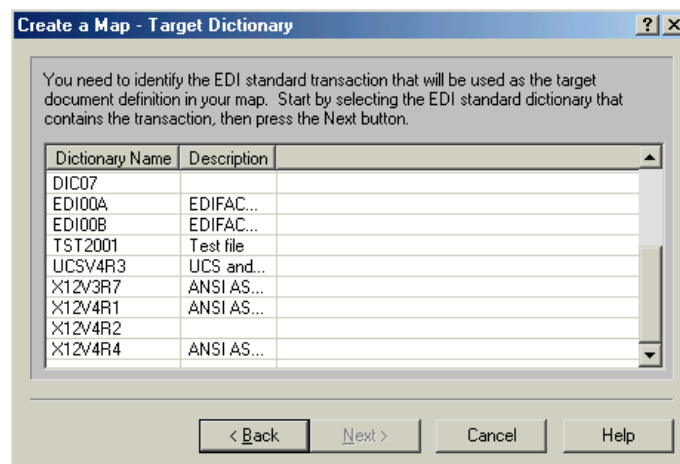 Create a Map - Target Dictionary
You need to identify the EDI standard transaction that will be used as the target
document definition in your map. Start by selecting the EDI standard dictionary that
contains the transaction, then press the Next button.
Dictionary Name Description
DIC07
EDI00A EDIFAC...
EDI00B EDIFAC...
TST2001 Test file
UCSV4R3 UCS and...
X12V3R7 ANSI AS...
X12V4R1 ANSI AS...
X12V4R2
X12V4R4 ANSI AS...
< Back Next > Cancel Help